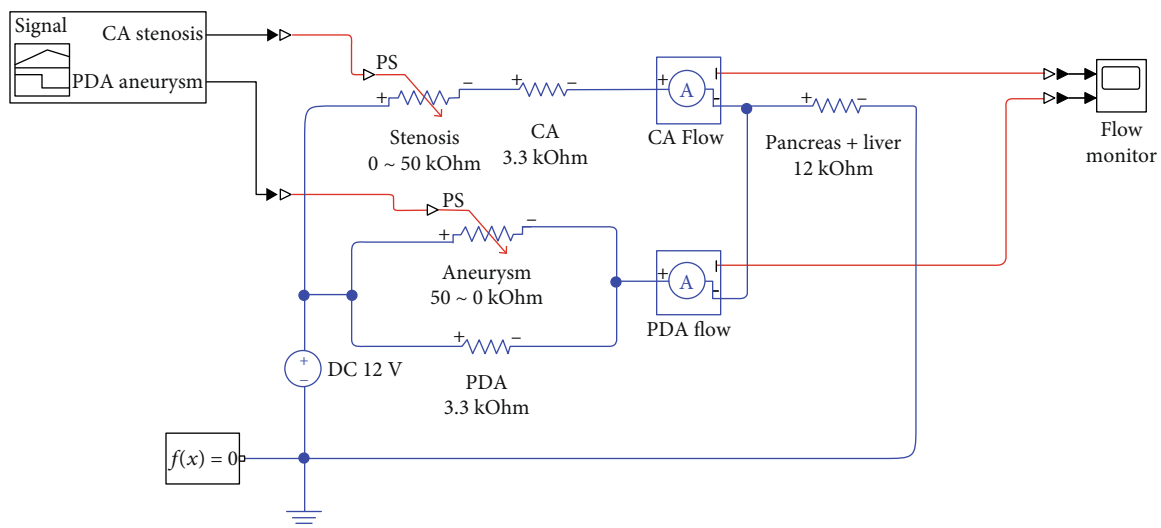 Signal
CA stenosis
PDA aneurysm
PS
+
−
Stenosis
0 ~ 50 kOhm
+
−
CA
3.3 kOhm
+
A
I
-
CA Flow
+
−
Pancreas + liver
12 kOhm
Flow
monitor
PS
+
−
Aneurysm
50 ~ 0 kOhm
+
A
I
-
PDA flow
+
−
PDA
3.3 kOhm
+
−
DC 12 V
f(x) = 0